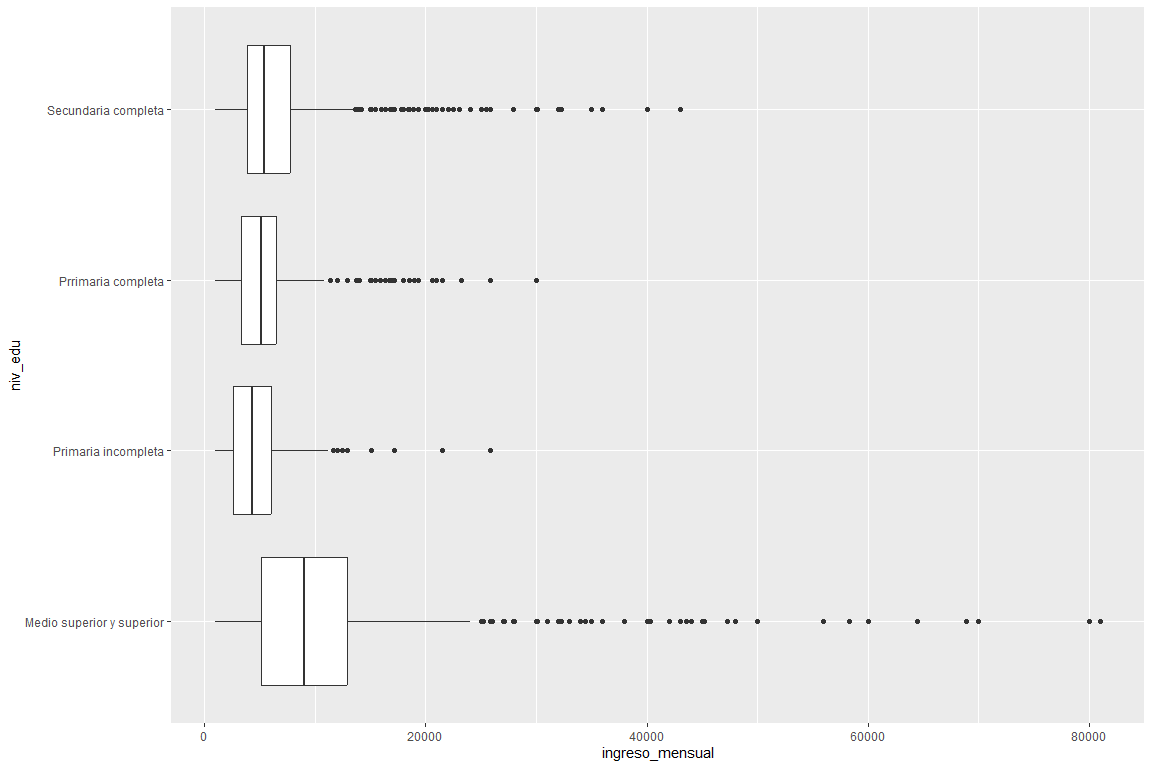 Secundaria completa
Prrimaria completa
Primaria incompleta
Medio superior y superior
niv_edu
0
20000
40000
60000
80000
ingreso_mensual